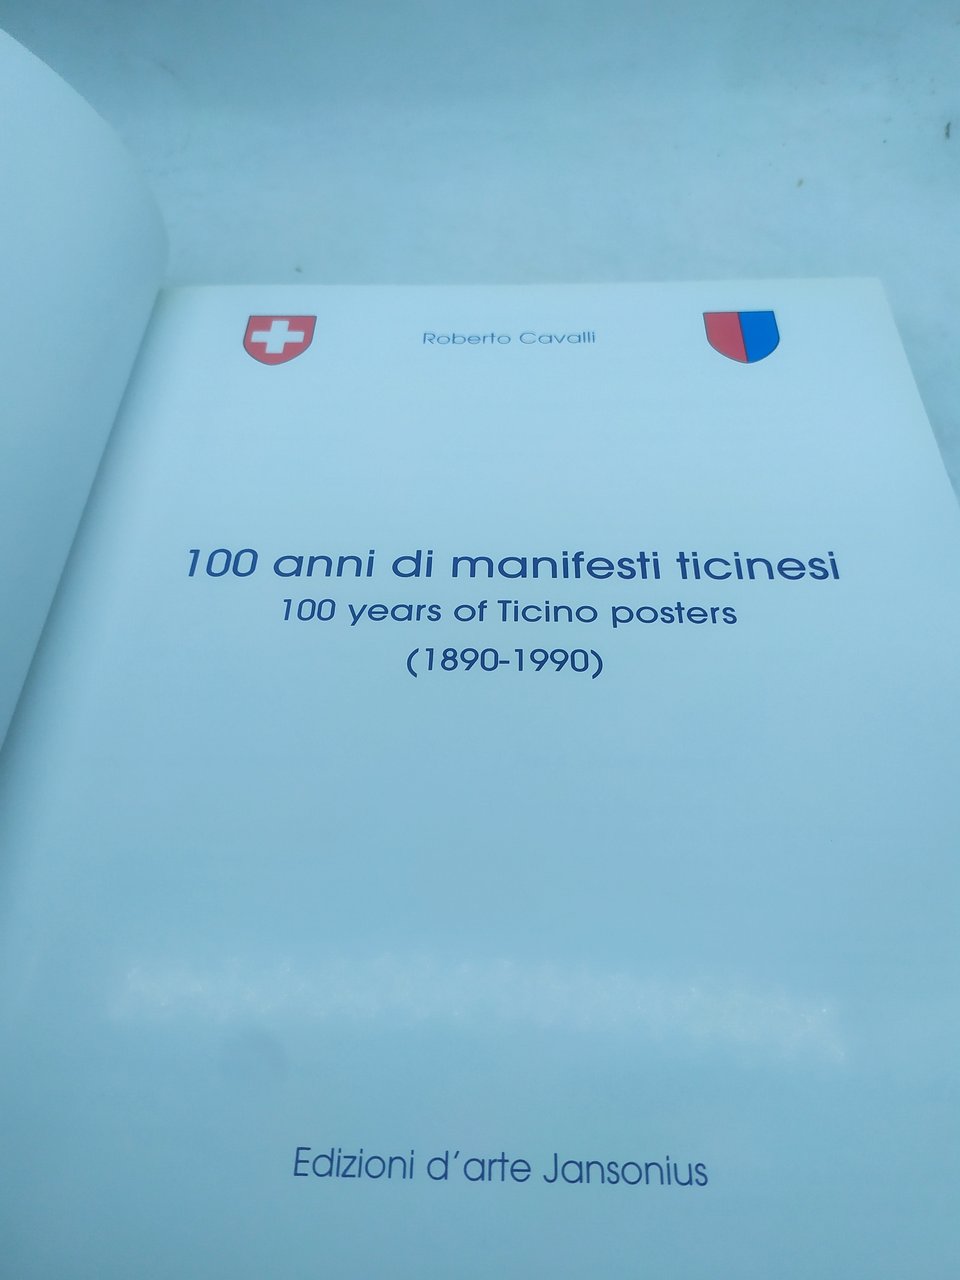 Roberto Cavalli
100 anni di manifesti ticinesi
100 years of Ticino posters
(1890-1990)
Edizioni d'arte Jansonius